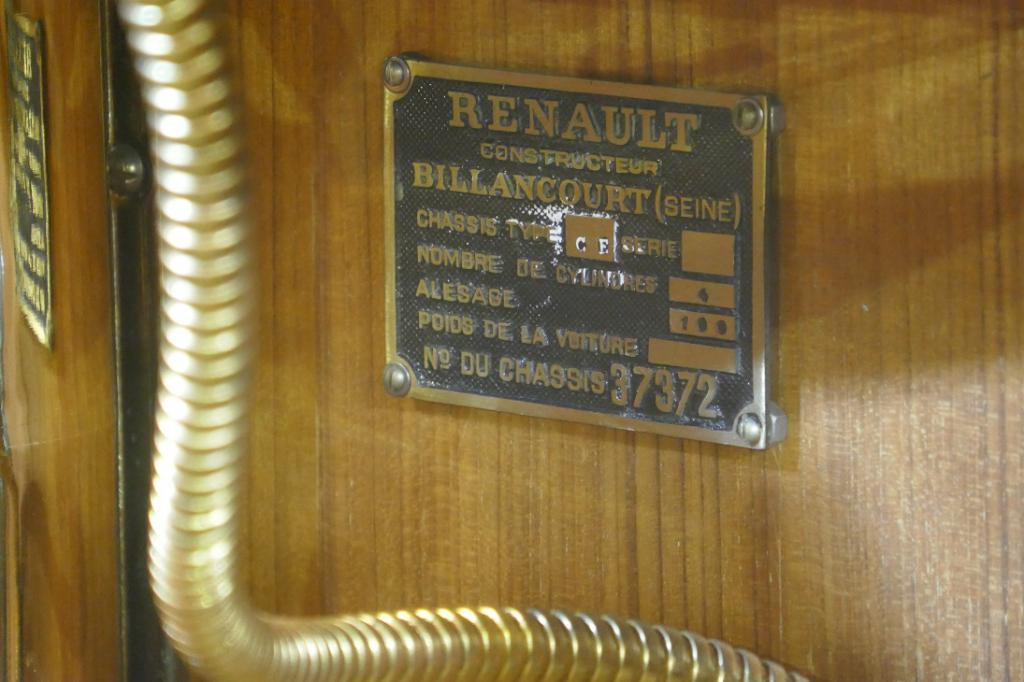 RENAULT
CONSTRUCTEUR
BILLANCOURT (SEINE)
CHASSIS TYPE CE SERIE
NOMBRE DE CYLINDRES 4
ALESAGE 100
POIDS DE LA VOITURE
Nº DU CHASSIS 37372